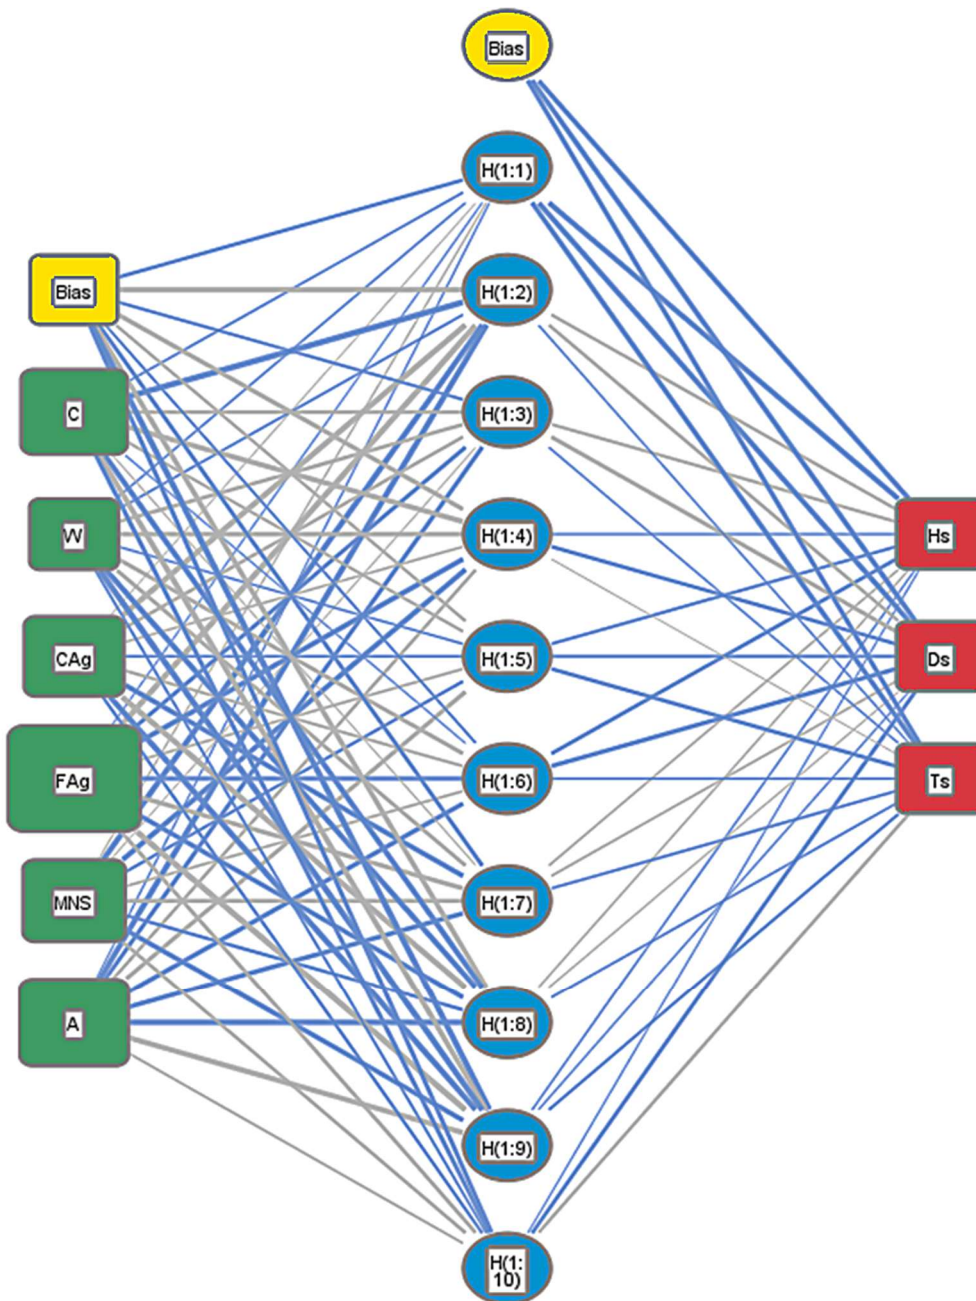 Bias
H(1:1)
H(1:2)
H(1:3)
H(1:4)
H(1:5)
H(1:6)
H(1:7)
H(1:8)
H(1:9)
H(1:
10)
Bias
C
W
CAg
FAg
MNS
A
Hs
Ds
Ts